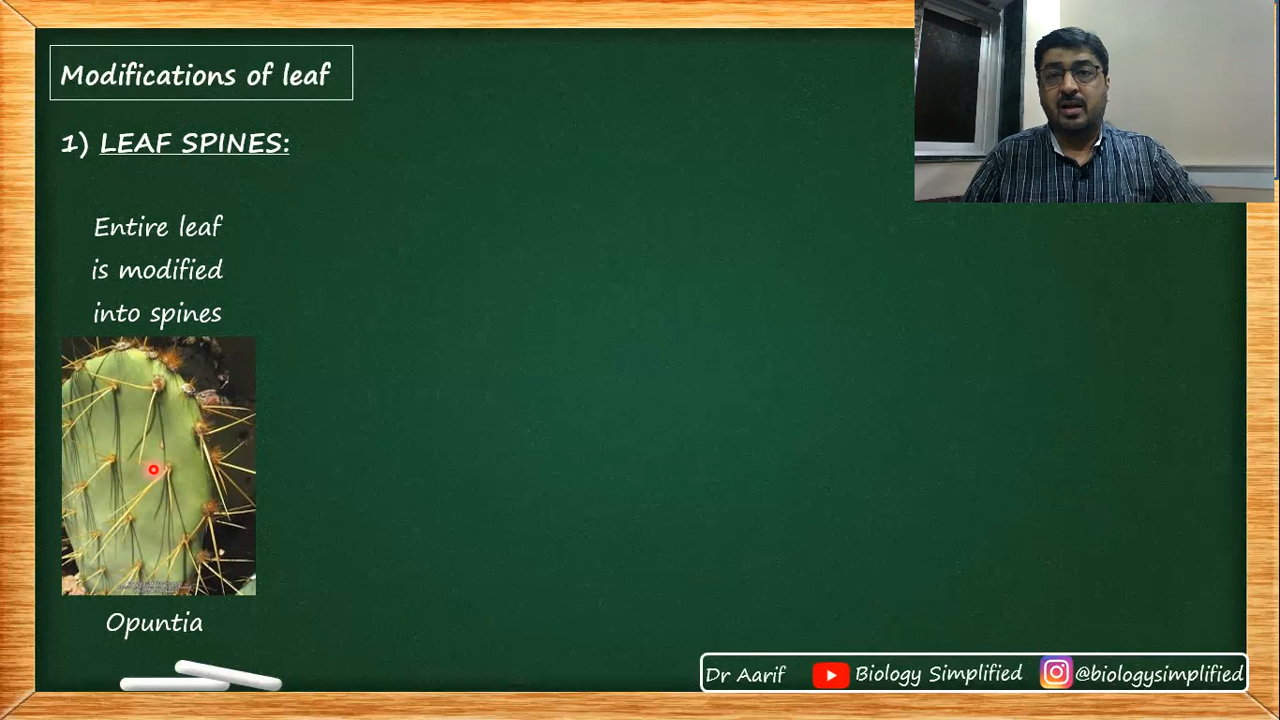 Modifications of leaf
1) LEAF SPINES:
Entire leaf
is modified
into spines
Opuntia
Dr Aarif Biology Simplified @biologysimplified